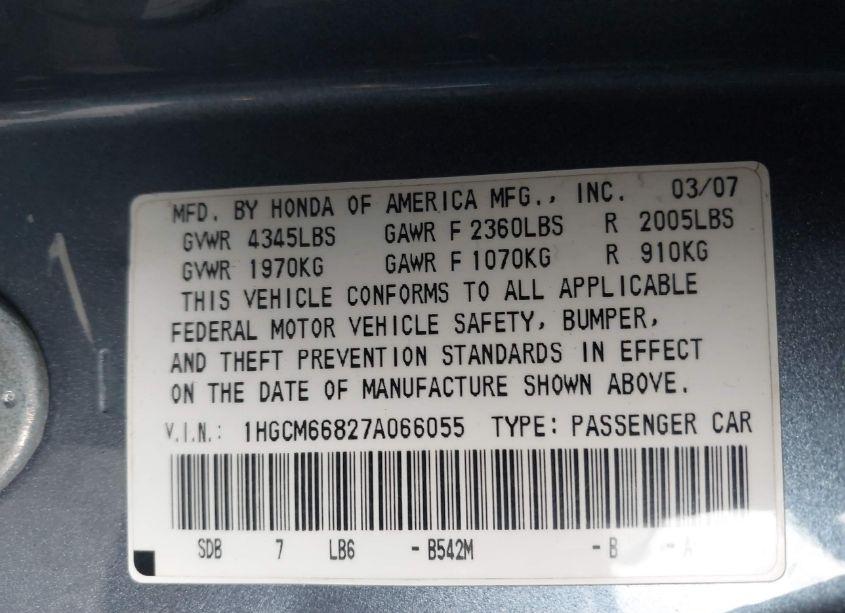 MFD. BY HONDA OF AMERICA MFG., INC. 03/07
GVWR 4345LBS GAWR F 2360LBS R 2005LBS
GVWR 1970KG GAWR F 1070KG R 910KG
THIS VEHICLE CONFORMS TO ALL APPLICABLE
FEDERAL MOTOR VEHICLE SAFETY, BUMPER,
AND THEFT PREVENTION STANDARDS IN EFFECT
ON THE DATE OF MANUFACTURE SHOWN ABOVE.
V.I.N.: 1HGCM66827A066055 TYPE: PASSENGER CAR
SDB 7 LB6 - B542M - B -- A